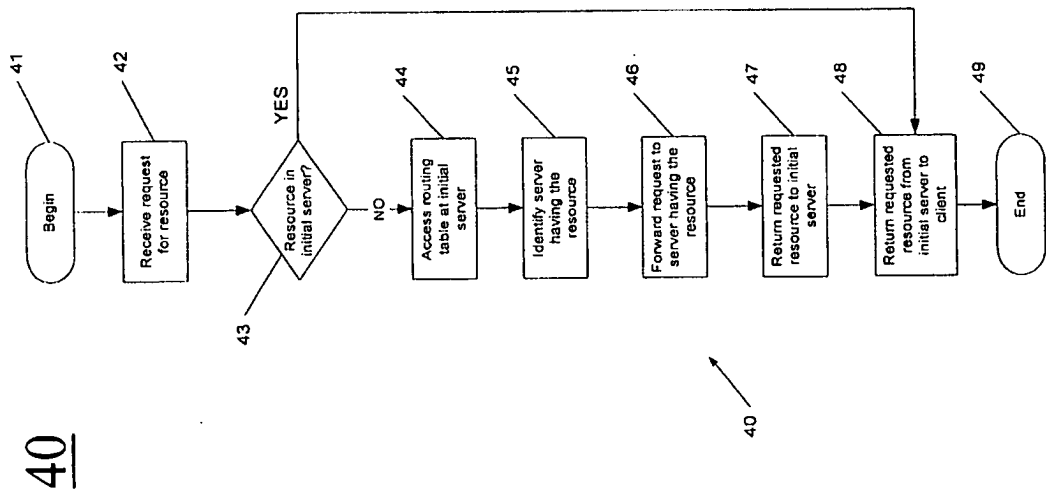 40
41
Begin
42
Receive request
for resource
43
Resource in
initial server?
YES
NO
44
Access routing
table at initial
server
45
Identify server
having the
resource
46
Forward request to
server having the
resource
47
Return requested
resource to initial
server
48
Return requested
resource from
initial server to
client
49
End
40